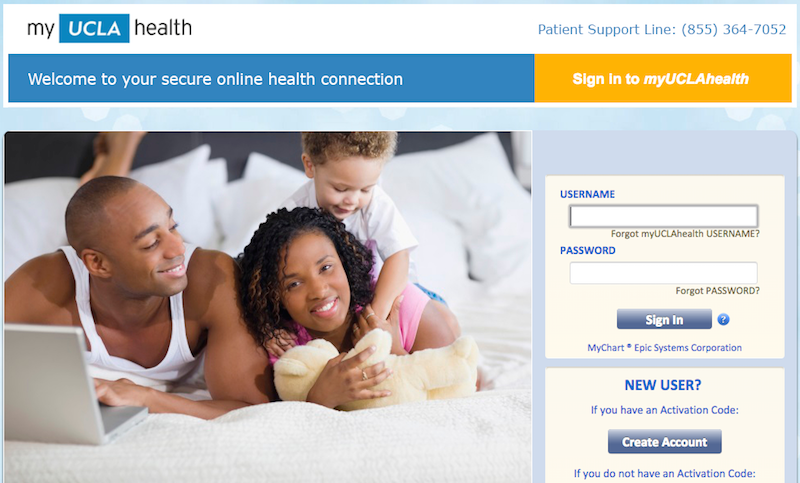 my UCLA health
Patient Support Line: (855) 364-7052
Welcome to your secure online health connection
Sign in to myUCLAhealth
USERNAME
Forgot myUCLAhealth USERNAME?
PASSWORD
Forgot PASSWORD?
Sign In ?
MyChart ® Epic Systems Corporation
NEW USER?
If you have an Activation Code:
Create Account
If you do not have an Activation Code: